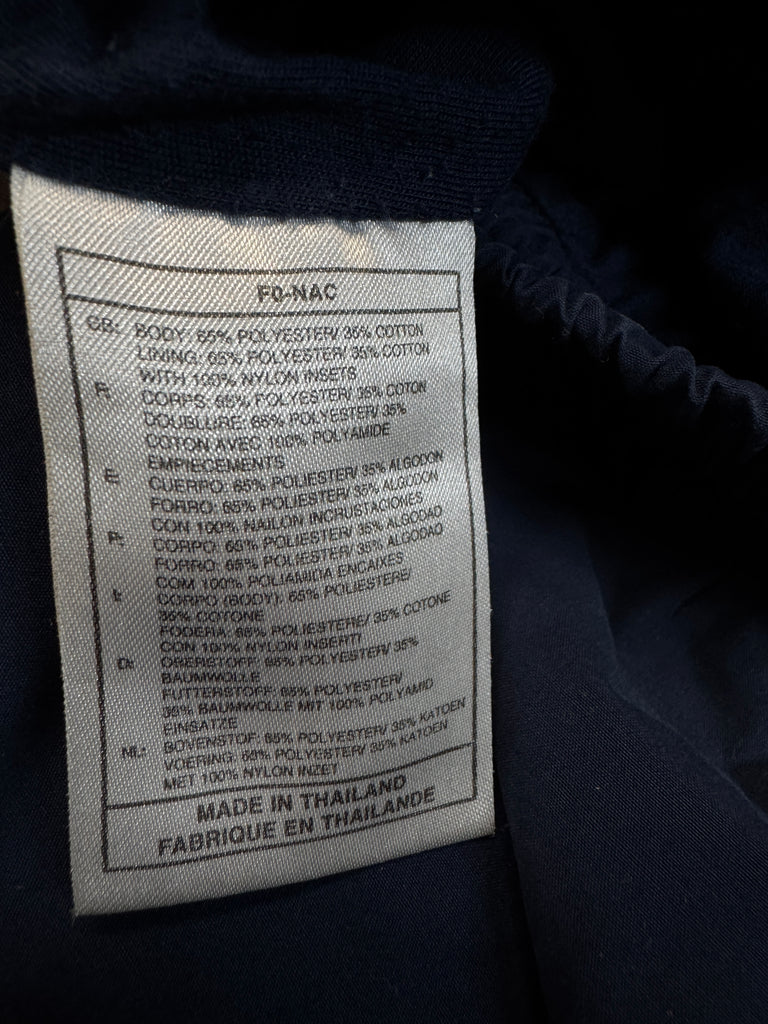 F0-NAC
GB: BODY: 65% POLYESTER/ 35% COTTON
LINING: 65% POLYESTER/ 35% COTTON
WITH 100% NYLON INSETS
F: CORPS: 65% POLYESTER/ 35% COTON
DOUBLURE: 65% POLYESTER/ 35%
COTON AVEC 100% POLYAMIDE
EMPIECEMENTS
E: CUERPO: 65% POLIESTER/ 35% ALGODON
FORRO: 65% POLIESTER/ 35% ALGODON
CON 100% NAILON INCRUSTACIONES
P: CORPO: 65% POLIESTER/ 35% ALGODAO
FORRO: 65% POLIESTER/ 35% ALGODAO
COM 100% POLIAMIDA ENCAIXES
I: CORPO (BODY): 65% POLIESTERE/
35% COTONE
FODERA: 65% POLIESTERE/ 35% COTONE
CON 100% NYLON INSERTI
D: OBERSTOFF: 65% POLYESTER/ 35%
BAUMWOLLE
FUTTERSTOFF: 65% POLYESTER/
35% BAUMWOLLE MIT 100% POLYAMID
EINSATZE
NL: BOVENSTOF: 65% POLYESTER/ 35% KATOEN
VOERING: 65% POLYESTER/ 35% KATOEN
MET 100% NYLON INZET
MADE IN THAILAND
FABRIQUE EN THAILANDE